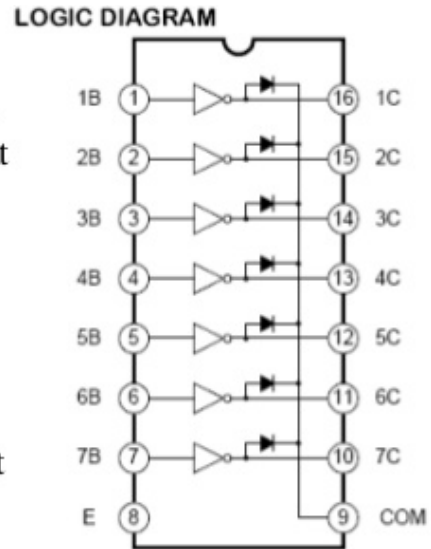 LOGIC DIAGRAM
1B 1 16 1C
t
2B 2 15 2C
3B 3 14 3C
4B 4 13 4C
5B 5 12 5C
6B 6 11 6C
t
7B 7 10 7C
E 8 9 COM